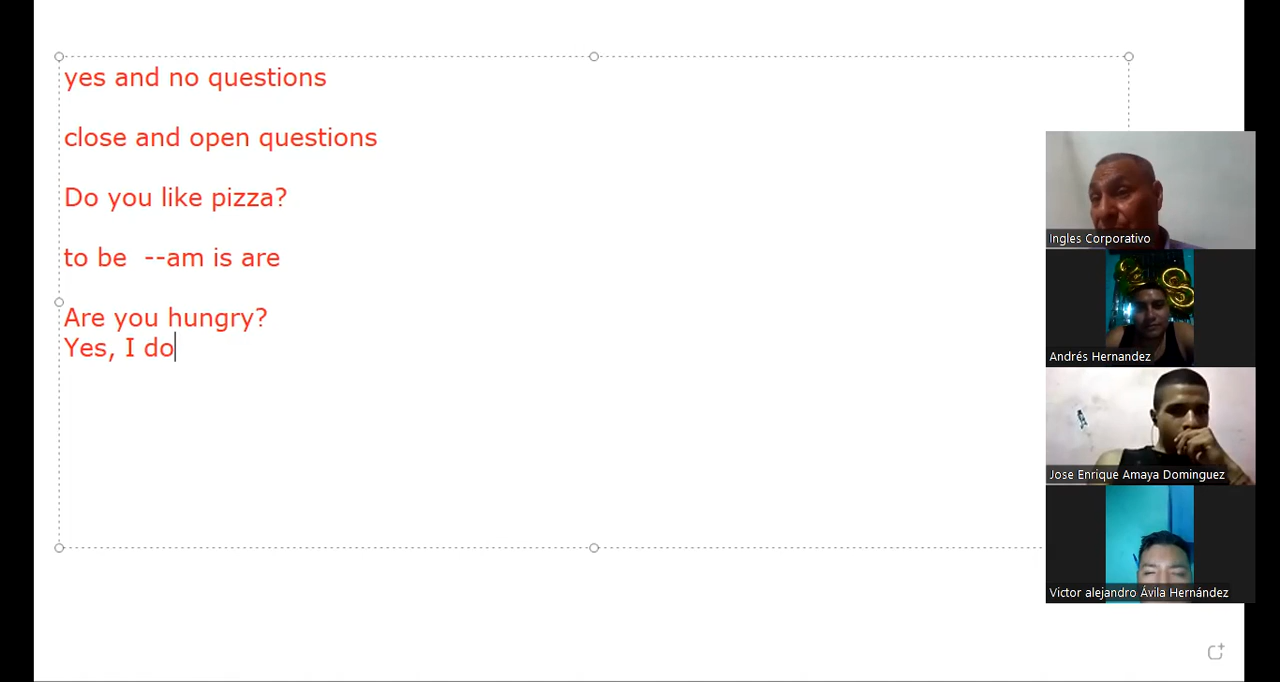 yes and no questions
close and open questions
Do you like pizza?
to be  --am is are
Are you hungry?
Yes, I do
Ingles Corporativo
Andrés Hernandez
Jose Enrique Amaya Dominguez
Victor alejandro Ávila Hernández